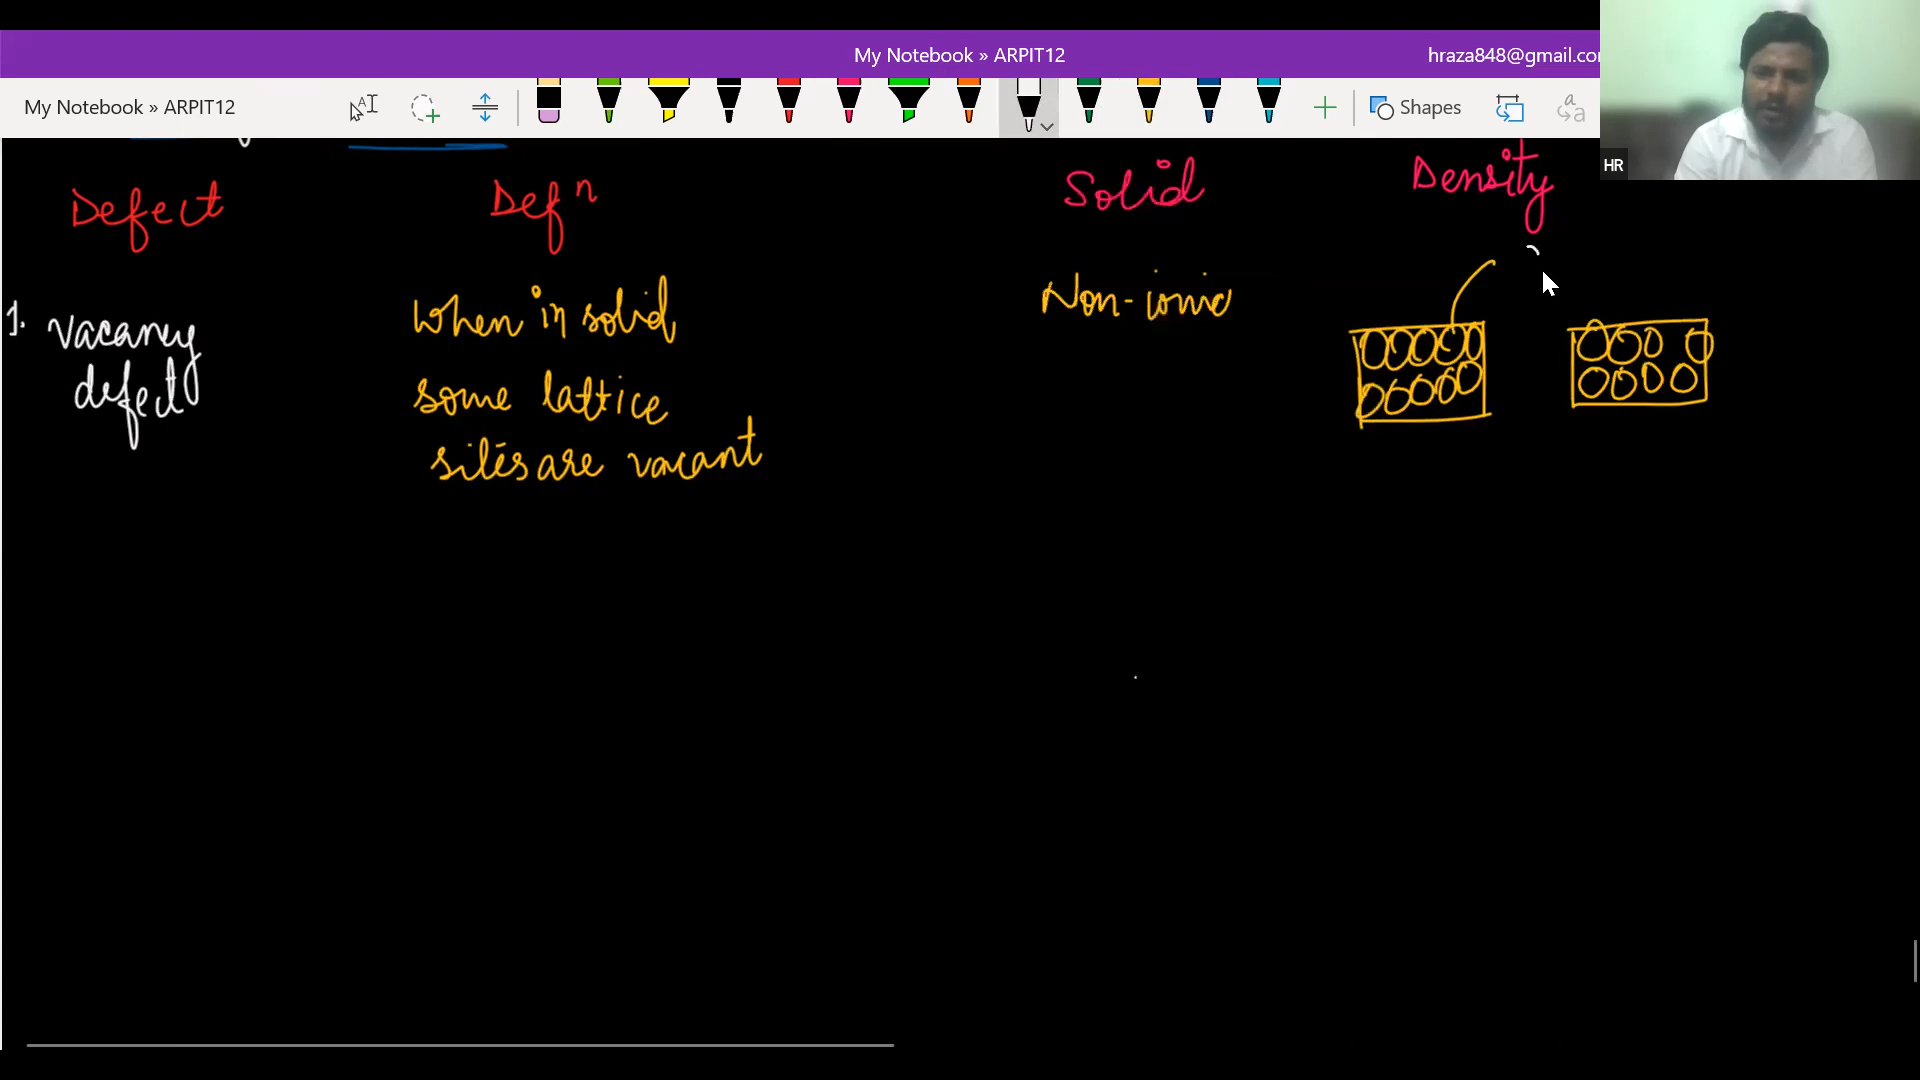 My Notebook » ARPIT12
hraza848@gmail.co
My Notebook » ARPIT12
Shapes
HR
Defect
Defn
Solid
Density
1. vacancy
defect
When in solid
some lattice
sites are vacant
Non-ionic